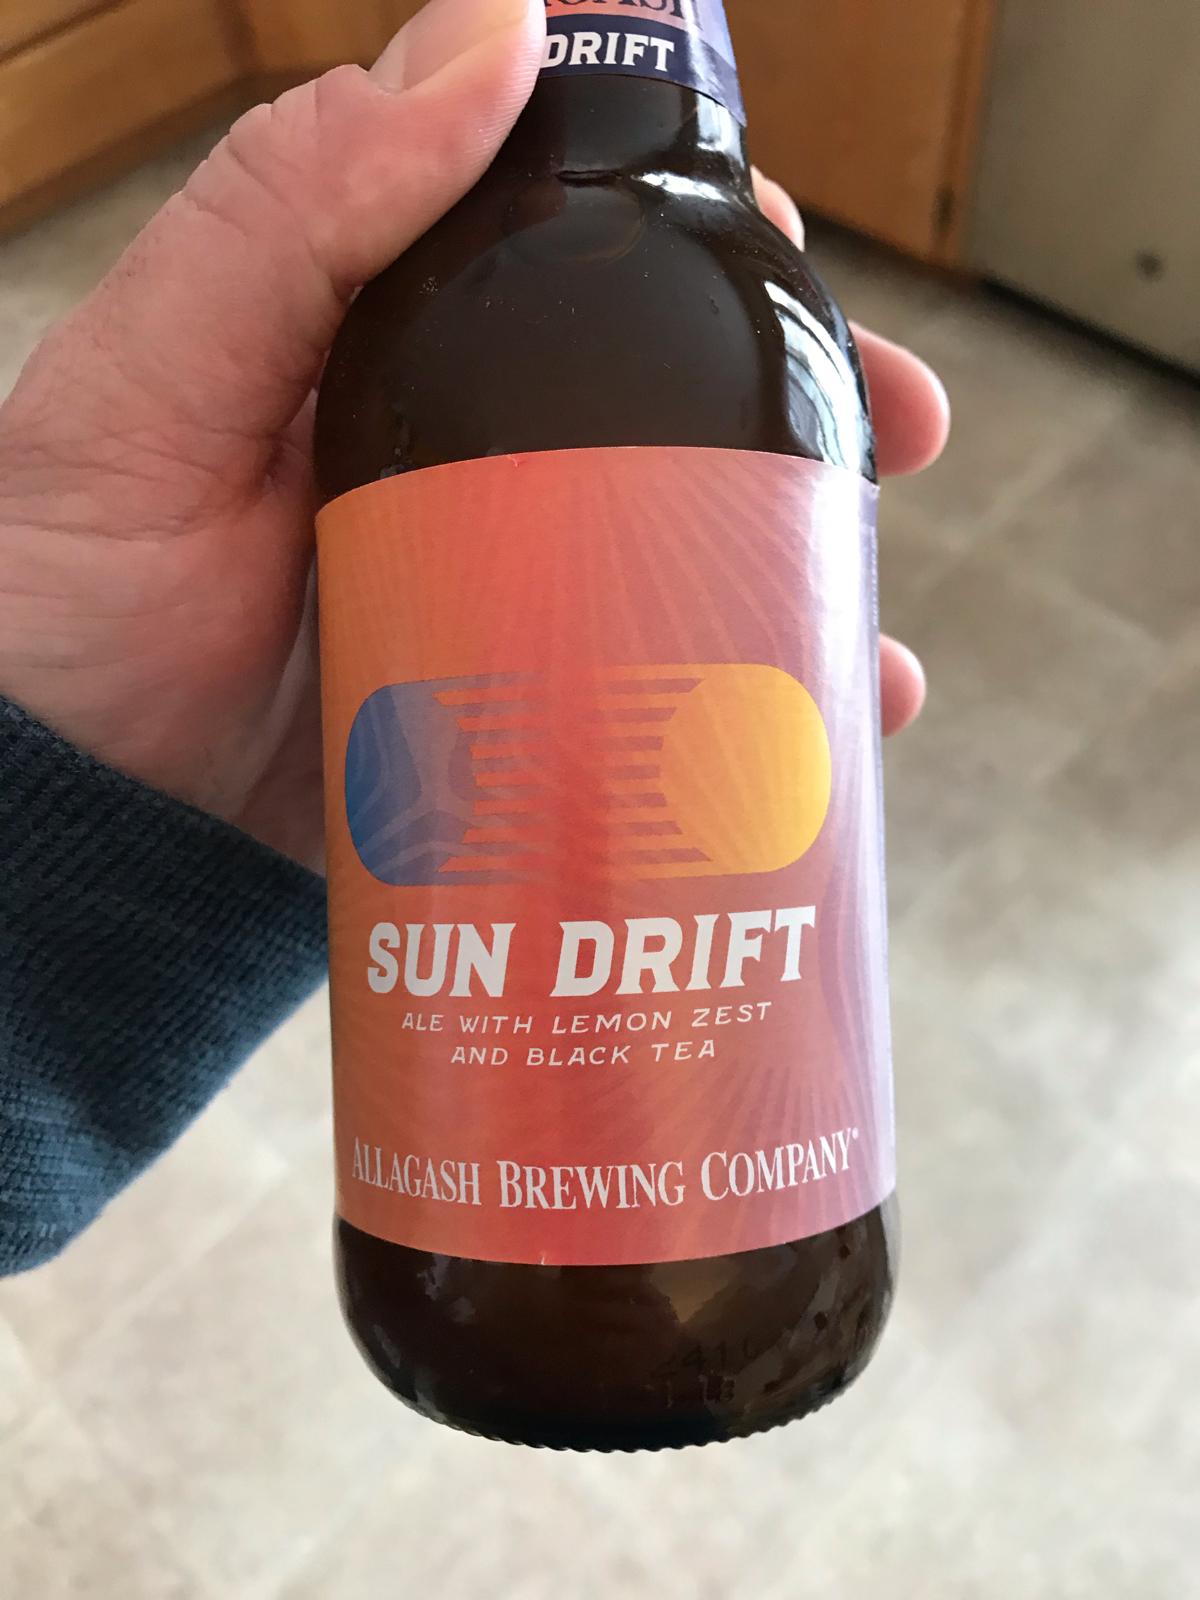 DRIFT
SUN DRIFT
ALE WITH LEMON ZEST
AND BLACK TEA
ALLAGASH BREWING COMPANY®